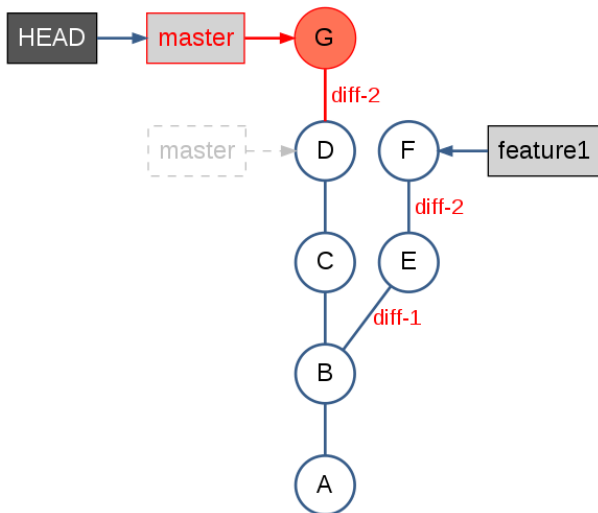 HEAD
master
G
diff-2
master
D
F
feature1
diff-2
C
E
diff-1
B
A